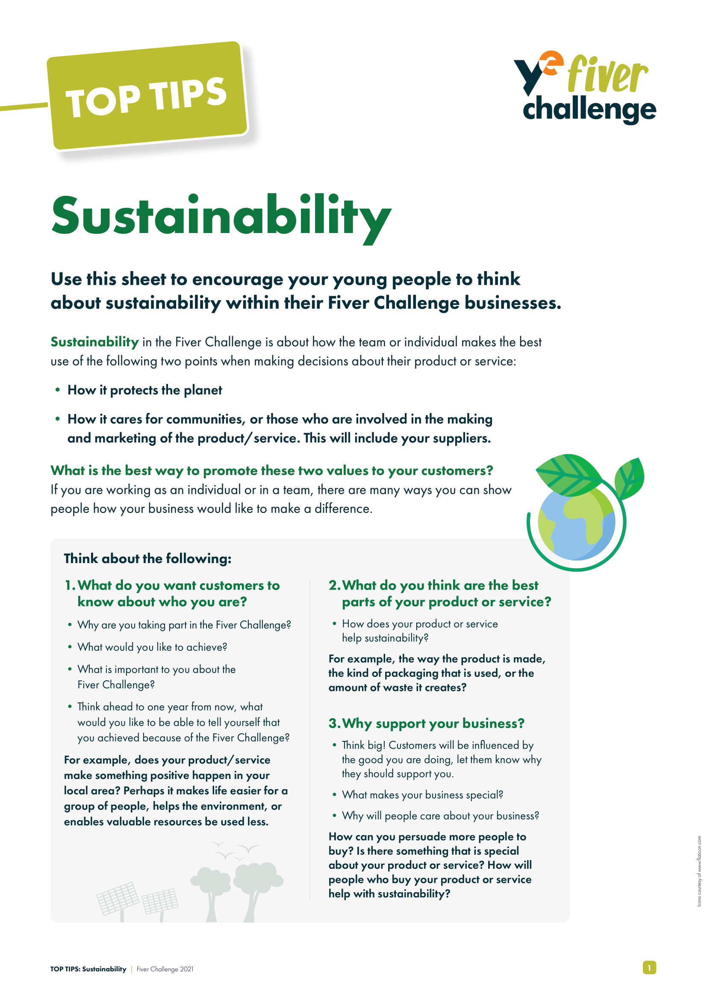 TOP TIPS
ye fiver
challenge
Sustainability
Use this sheet to encourage your young people to think
about sustainability within their Fiver Challenge businesses.
Sustainability in the Fiver Challenge is about how the team or individual makes the best
use of the following two points when making decisions about their product or service:
• How it protects the planet
• How it cares for communities, or those who are involved in the making
and marketing of the product/service. This will include your suppliers.
What is the best way to promote these two values to your customers?
If you are working as an individual or in a team, there are many ways you can show
people how your business would like to make a difference.
Think about the following:
1. What do you want customers to
know about who you are?
• Why are you taking part in the Fiver Challenge?
• What would you like to achieve?
• What is important to you about the
Fiver Challenge?
• Think ahead to one year from now, what
would you like to be able to tell yourself that
you achieved because of the Fiver Challenge?
For example, does your product/service
make something positive happen in your
local area? Perhaps it makes life easier for a
group of people, helps the environment, or
enables valuable resources be used less.
2. What do you think are the best
parts of your product or service?
• How does your product or service
help sustainability?
For example, the way the product is made,
the kind of packaging that is used, or the
amount of waste it creates?
3. Why support your business?
• Think big! Customers will be influenced by
the good you are doing, let them know why
they should support you.
• What makes your business special?
• Why will people care about your business?
How can you persuade more people to
buy? Is there something that is special
about your product or service? How will
people who buy your product or service
help with sustainability?
Icons courtesy of www.flaticon.com
TOP TIPS: Sustainability | Fiver Challenge 2021
1